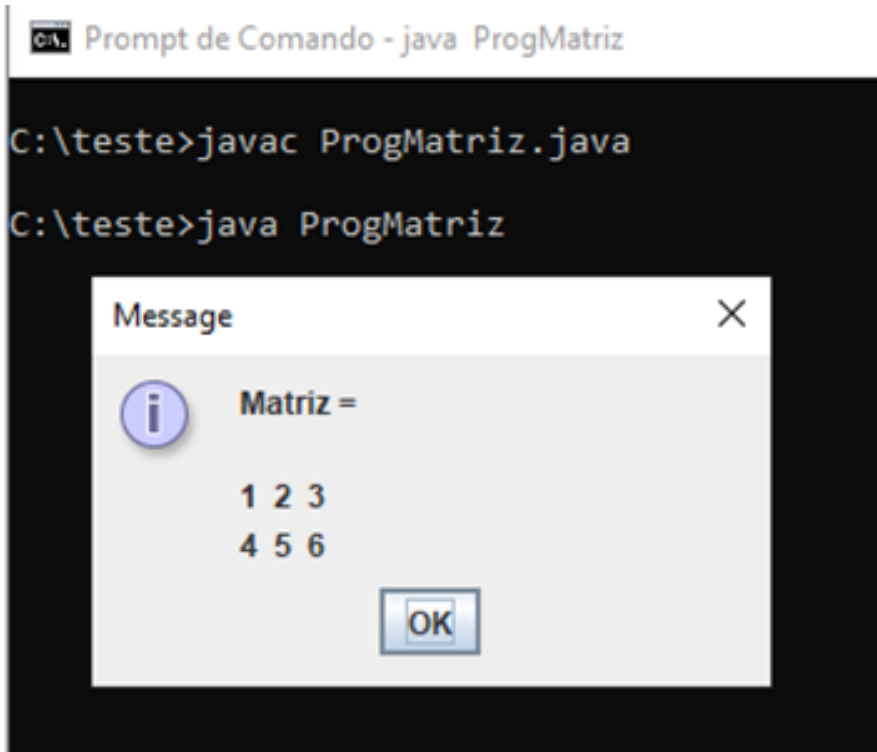 Prompt de Comando - java ProgMatriz
C:\teste>javac ProgMatriz.java
C:\teste>java ProgMatriz
Message
Matriz =
1 2 3
4 5 6
OK